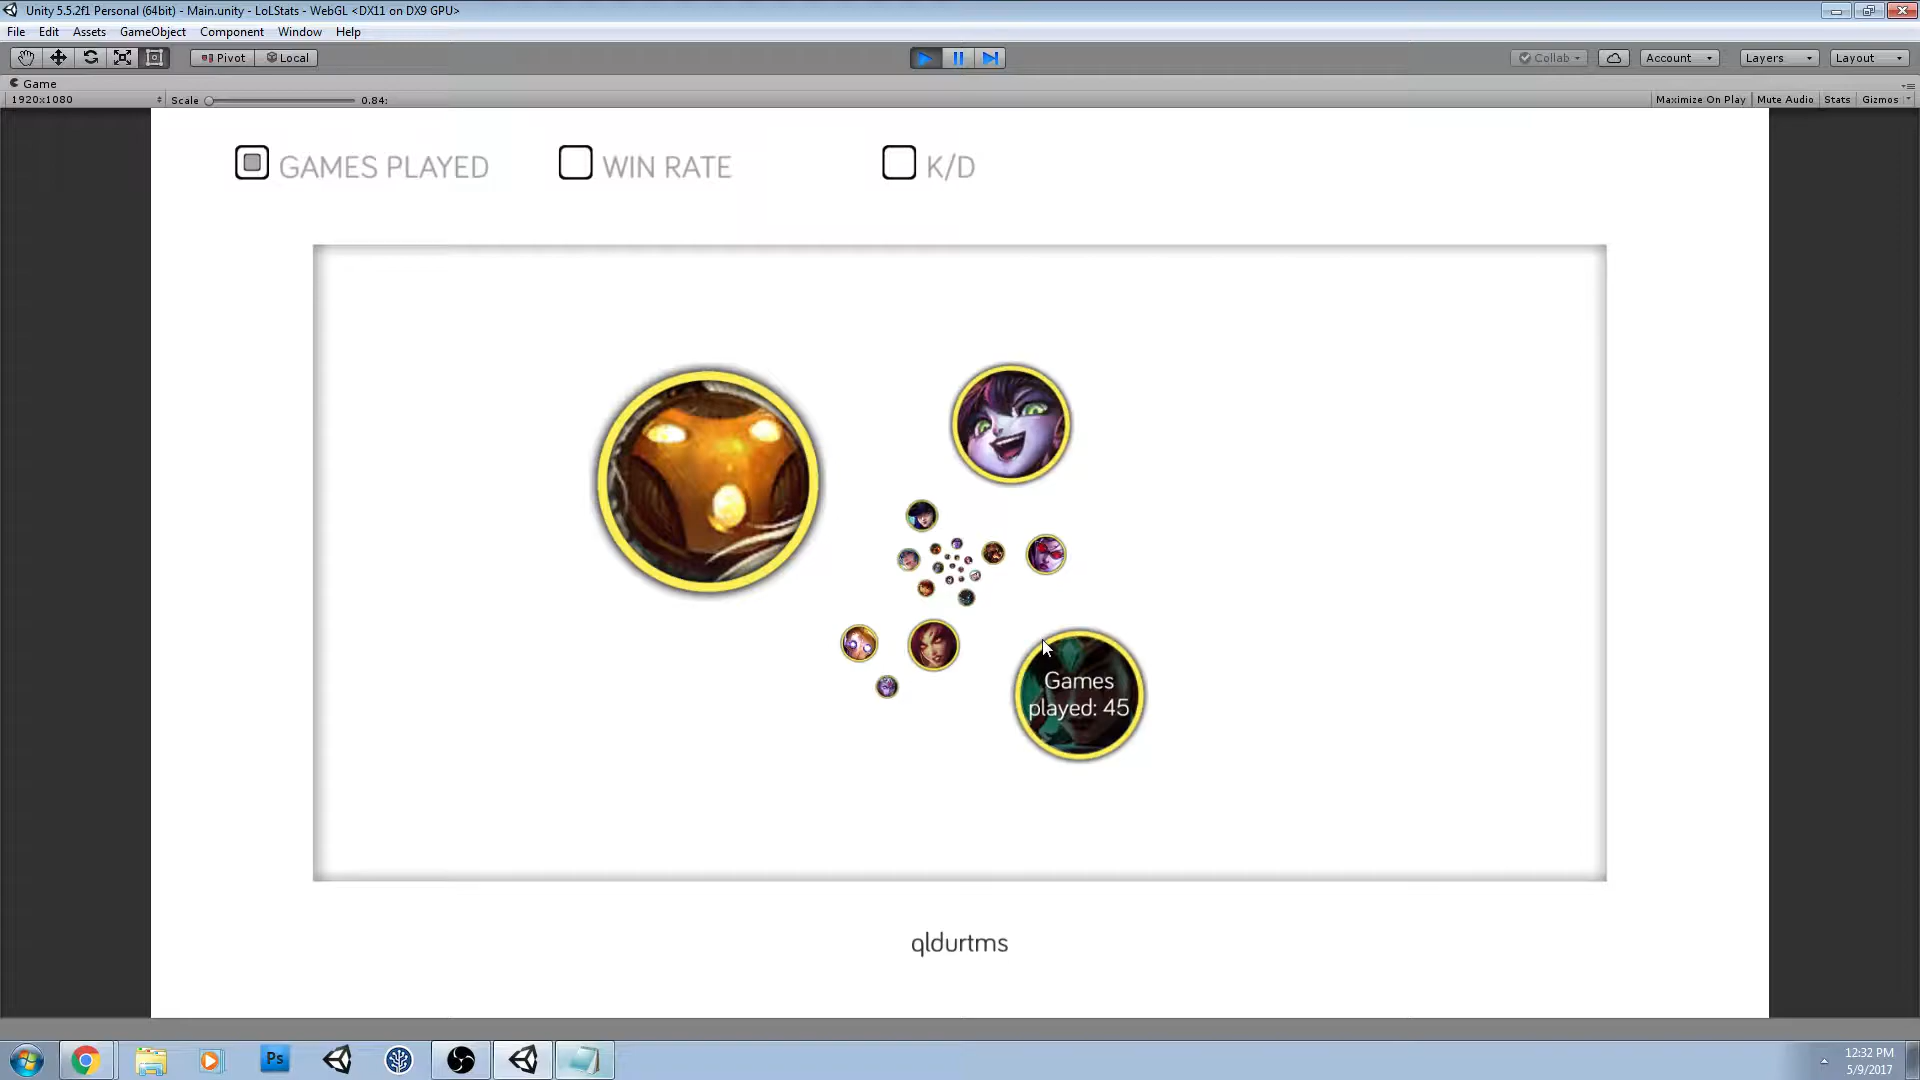 Unity 5.5.2f1 Personal (64bit) - Main.unity - LoLStats - WebGL <DX11 on DX9 GPU>
File Edit Assets GameObject Component Window Help
Pivot Local Collab Account Layers Layout
Game
1920x1080 Scale 0.84: Maximize On Play Mute Audio Stats Gizmos
GAMES PLAYED WIN RATE K/D
Games
played: 45
qldurtms
Ps
12:32 PM
5/9/2017